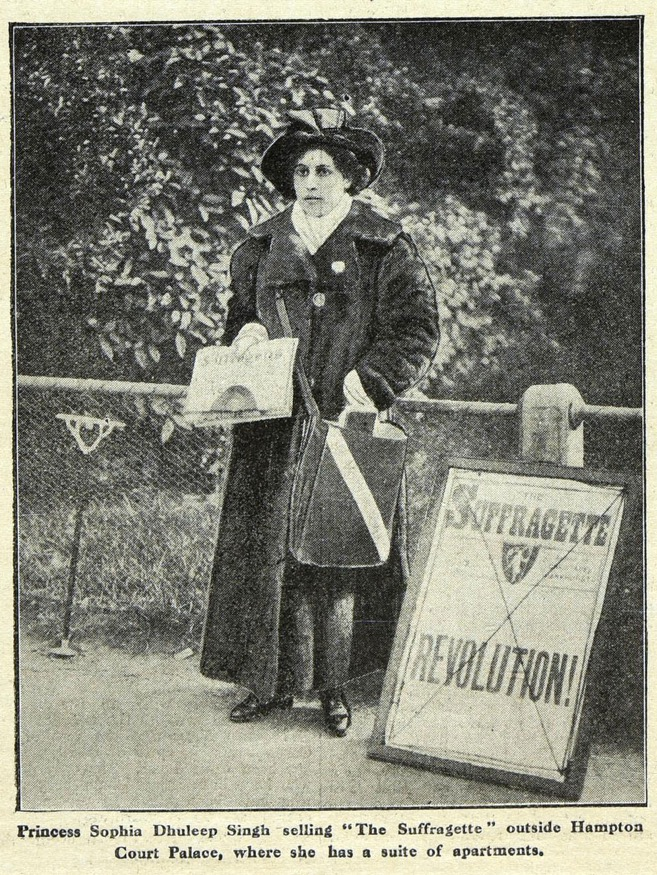 Suffragette
THE
SUFFRAGETTE
REVOLUTION!
Princess Sophia Dhuleep Singh selling "The Suffragette" outside Hampton
Court Palace, where she has a suite of apartments.